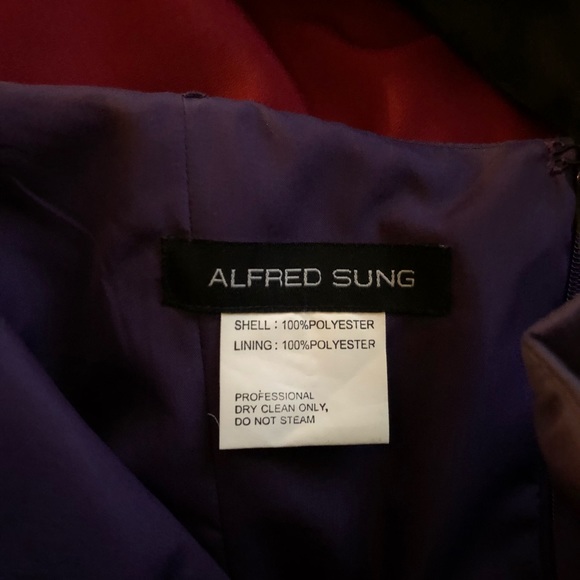 ALFRED SUNG
SHELL : 100%POLYESTER
LINING : 100%POLYESTER
PROFESSIONAL
DRY CLEAN ONLY,
DO NOT STEAM